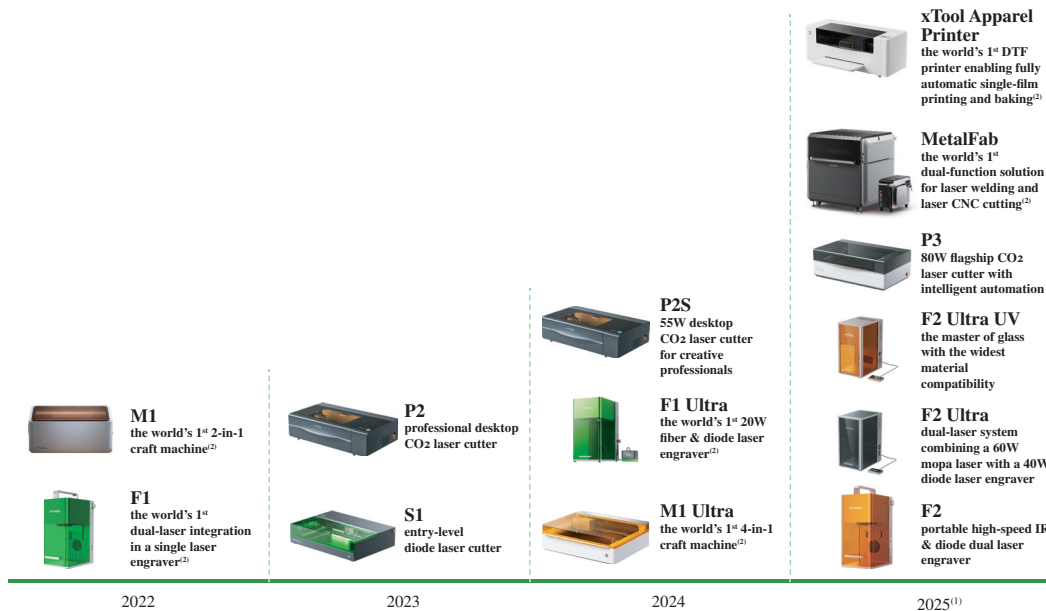 M1
the world's 1st 2-in-1
craft machine(2)
F1
the world's 1st
dual-laser integration
in a single laser
engraver(2)
P2
professional desktop
CO2 laser cutter
S1
entry-level
diode laser cutter
P2S
55W desktop
CO2 laser cutter
for creative
professionals
F1 Ultra
the world's 1st 20W
fiber & diode laser
engraver(2)
M1 Ultra
the world's 1st 4-in-1
craft machine(2)
xTool Apparel
Printer
the world's 1st DTF
printer enabling fully
automatic single-film
printing and baking(2)
MetalFab
the world's 1st
dual-function solution
for laser welding and
laser CNC cutting(2)
P3
80W flagship CO2
laser cutter with
intelligent automation
F2 Ultra UV
the master of glass
with the widest
material
compatibility
F2 Ultra
dual-laser system
combining a 60W
mopa laser with a 40W
diode laser engraver
F2
portable high-speed IR
& diode dual laser
engraver
2022
2023
2024
2025(1)